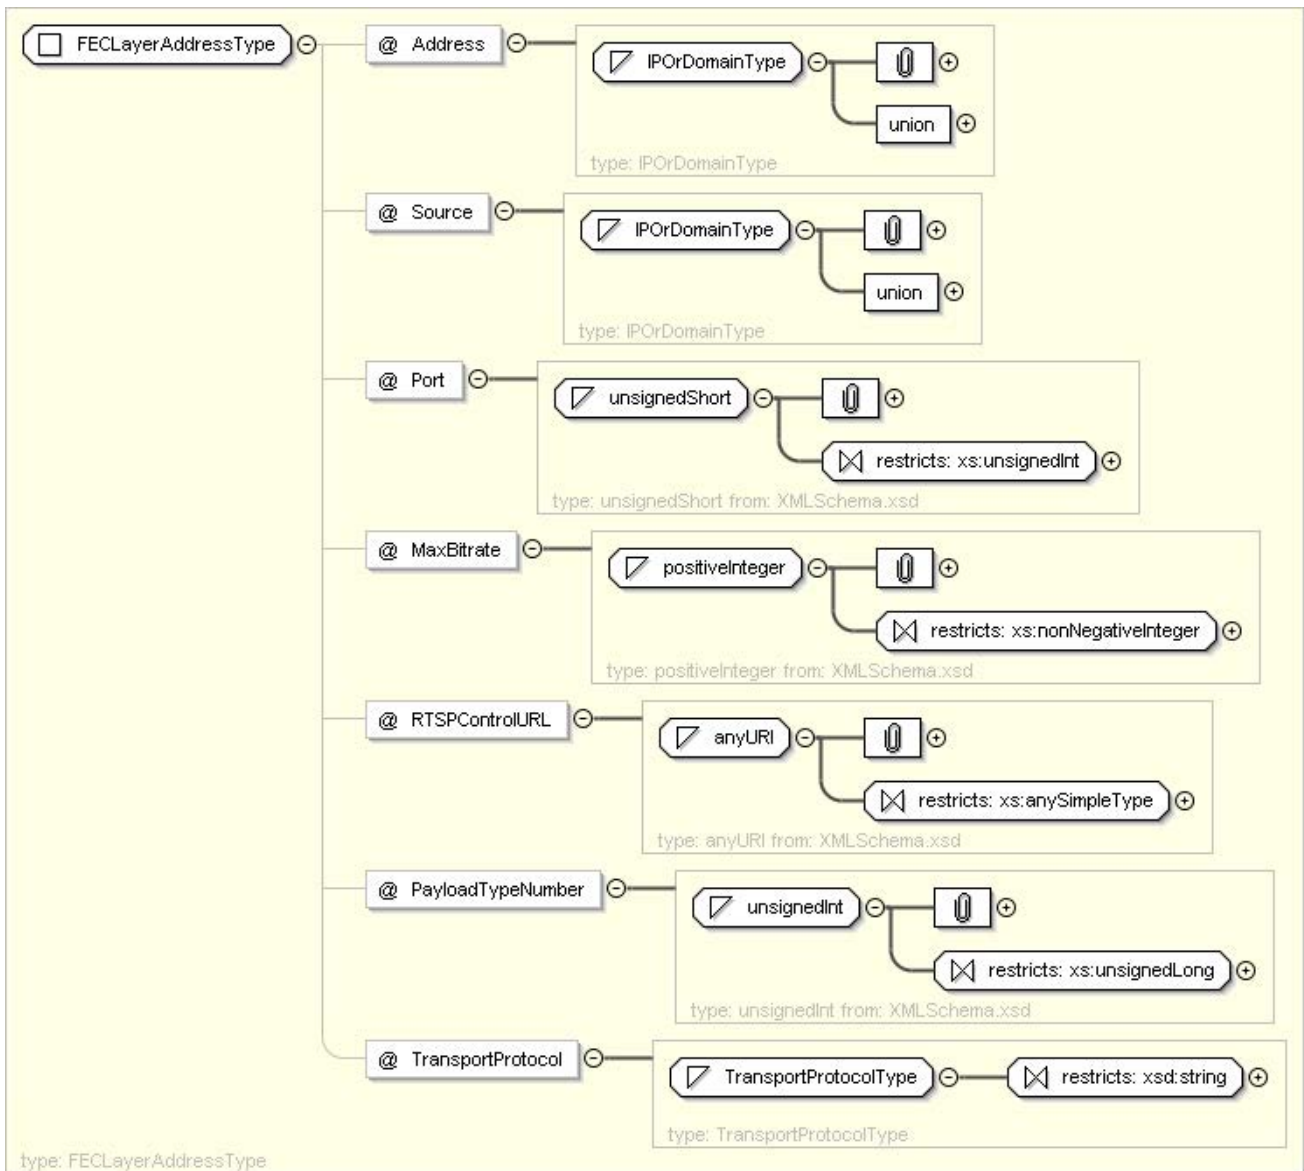 FECLayerAddressType
@ Address
IPOrDomainType
union
type: IPOrDomainType
@ Source
IPOrDomainType
union
type: IPOrDomainType
@ Port
unsignedShort
restricts: xs:unsignedInt
type: unsignedShort from: XMLSchema.xsd
@ MaxBitrate
positiveInteger
restricts: xs:nonNegativeInteger
type: positiveInteger from: XMLSchema.xsd
@ RTSPControlURL
anyURI
restricts: xs:anySimpleType
type: anyURI from: XMLSchema.xsd
@ PayloadTypeNumber
unsignedInt
restricts: xs:unsignedLong
type: unsignedInt from: XMLSchema.xsd
@ TransportProtocol
TransportProtocolType
restricts: xsd:string
type: TransportProtocolType
type: FECLayerAddressType